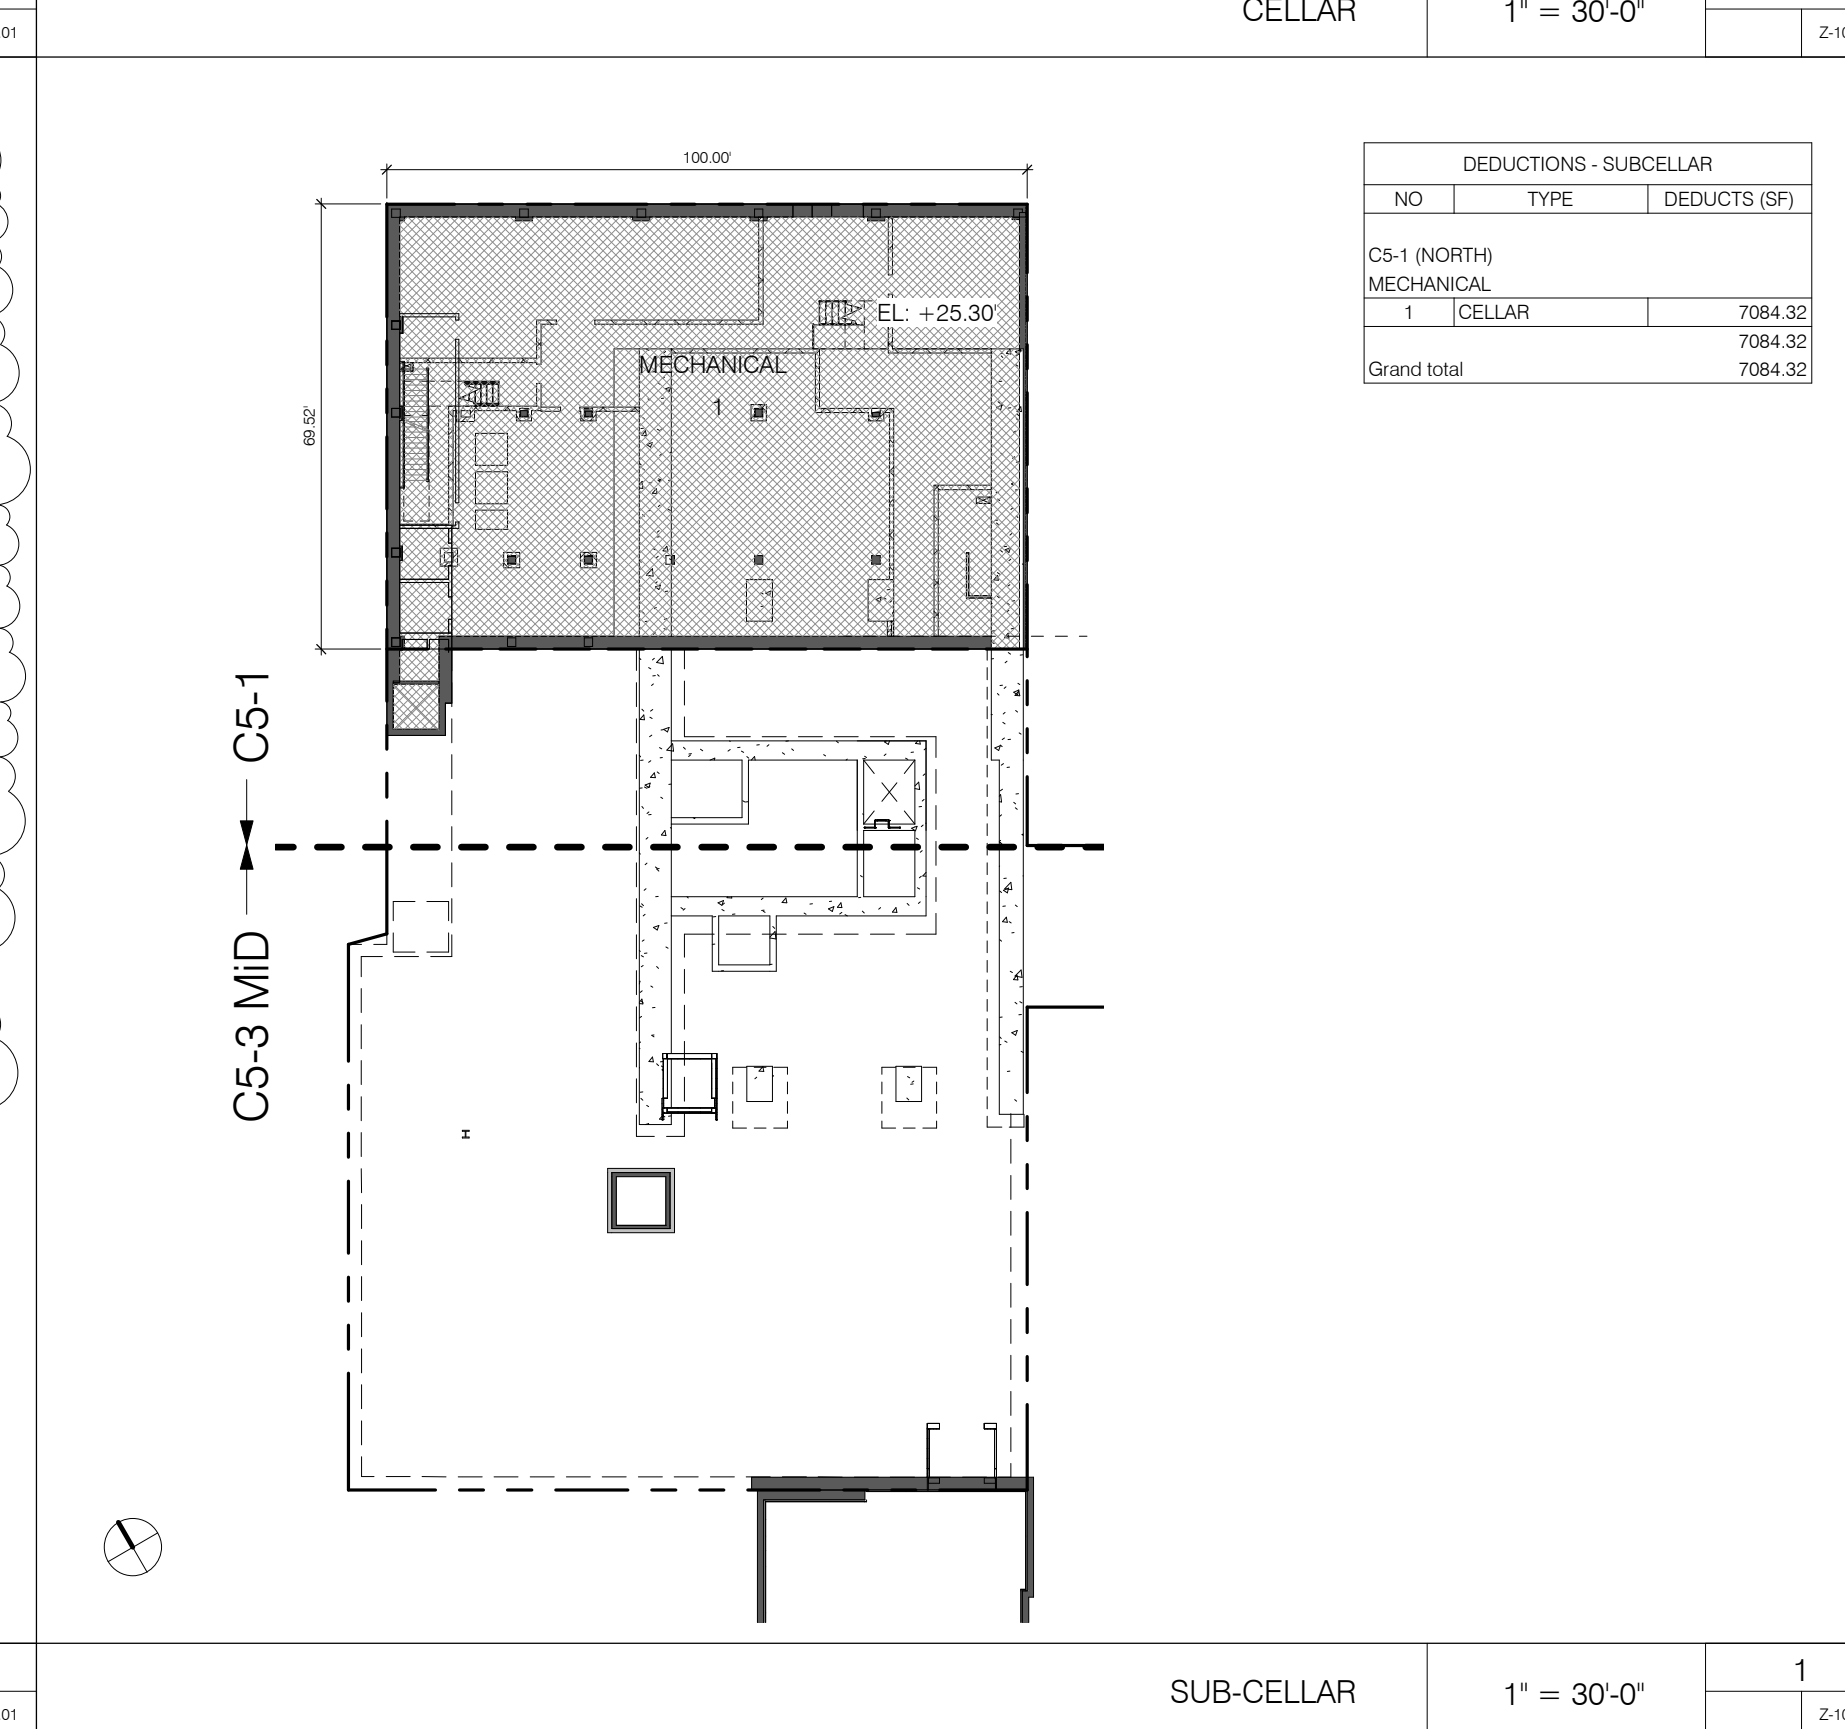 CELLAR
1" = 30'-0"
01
100.00'
DEDUCTIONS - SUBCELLAR
NO TYPE DEDUCTS (SF)
C5-1 (NORTH)
MECHANICAL
1 CELLAR 7084.32
7084.32
Grand total 7084.32
EL: +25.30'
MECHANICAL
1
69.52'
C5-1
C5-3 MiD
SUB-CELLAR
1" = 30'-0"
1
01